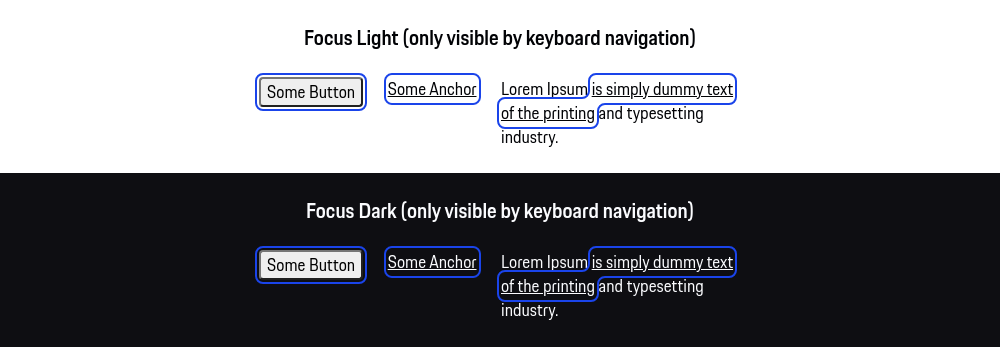 Focus Light (only visible by keyboard navigation)
Some Button
Some Anchor
Lorem Ipsum is simply dummy text
of the printing and typesetting
industry.
Focus Dark (only visible by keyboard navigation)
Some Button
Some Anchor
Lorem Ipsum is simply dummy text
of the printing and typesetting
industry.